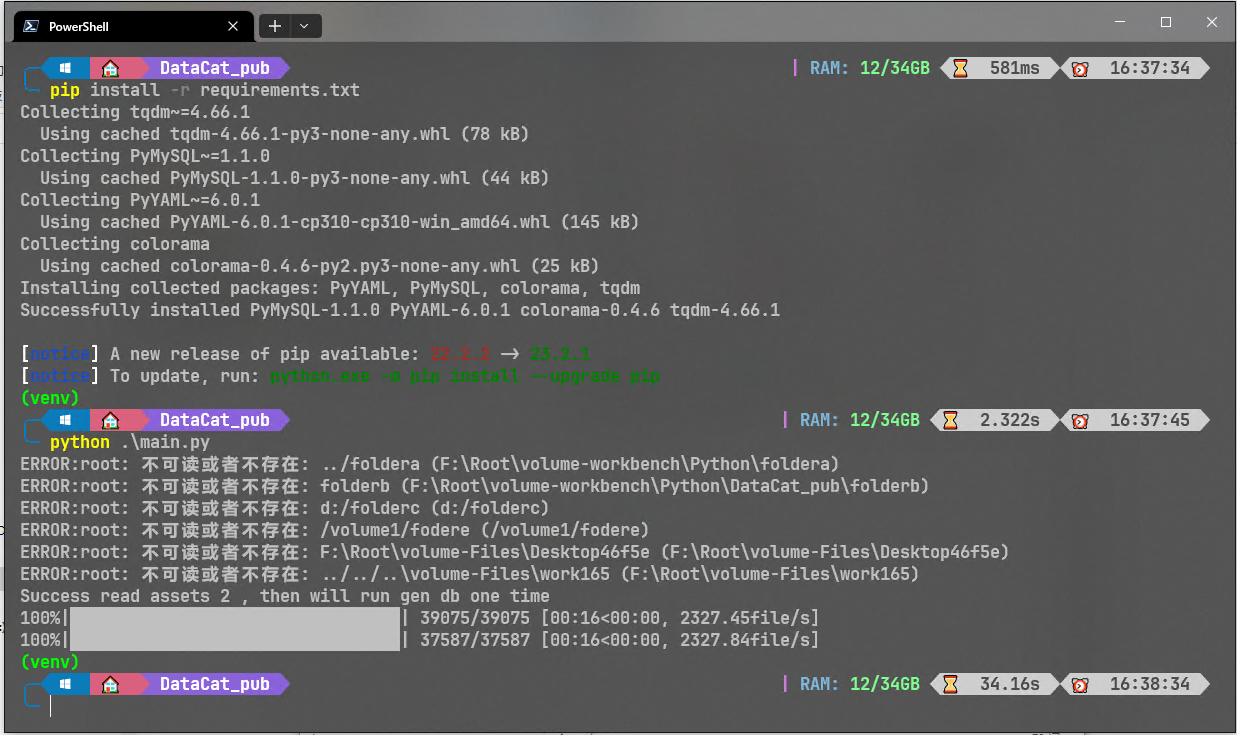 PowerShell
DataCat_pub | RAM: 12/34GB 581ms 16:37:34
pip install -r requirements.txt
Collecting tqdm~=4.66.1
Using cached tqdm-4.66.1-py3-none-any.whl (78 kB)
Collecting PyMySQL~=1.1.0
Using cached PyMySQL-1.1.0-py3-none-any.whl (44 kB)
Collecting PyYAML~=6.0.1
Using cached PyYAML-6.0.1-cp310-cp310-win_amd64.whl (145 kB)
Collecting colorama
Using cached colorama-0.4.6-py2.py3-none-any.whl (25 kB)
Installing collected packages: PyYAML, PyMySQL, colorama, tqdm
Successfully installed PyMySQL-1.1.0 PyYAML-6.0.1 colorama-0.4.6 tqdm-4.66.1
[notice] A new release of pip available: 22.2.2 -> 23.2.1
[notice] To update, run: python.exe -m pip install --upgrade pip
(venv)
DataCat_pub | RAM: 12/34GB 2.322s 16:37:45
python .\main.py
ERROR:root: 不可读或者不存在: ../foldera (F:\Root\volume-workbench\Python\foldera)
ERROR:root: 不可读或者不存在: folderb (F:\Root\volume-workbench\Python\DataCat_pub\folderb)
ERROR:root: 不可读或者不存在: d:/folderc (d:/folderc)
ERROR:root: 不可读或者不存在: /volume1/fodere (/volume1/fodere)
ERROR:root: 不可读或者不存在: F:\Root\volume-Files\Desktop46f5e (F:\Root\volume-Files\Desktop46f5e)
ERROR:root: 不可读或者不存在: ../../..\volume-Files\work165 (F:\Root\volume-Files\work165)
Success read assets 2 , then will run gen db one time
100%| | 39075/39075 [00:16<00:00, 2327.45file/s]
100%| | 37587/37587 [00:16<00:00, 2327.84file/s]
(venv)
DataCat_pub | RAM: 12/34GB 34.16s 16:38:34